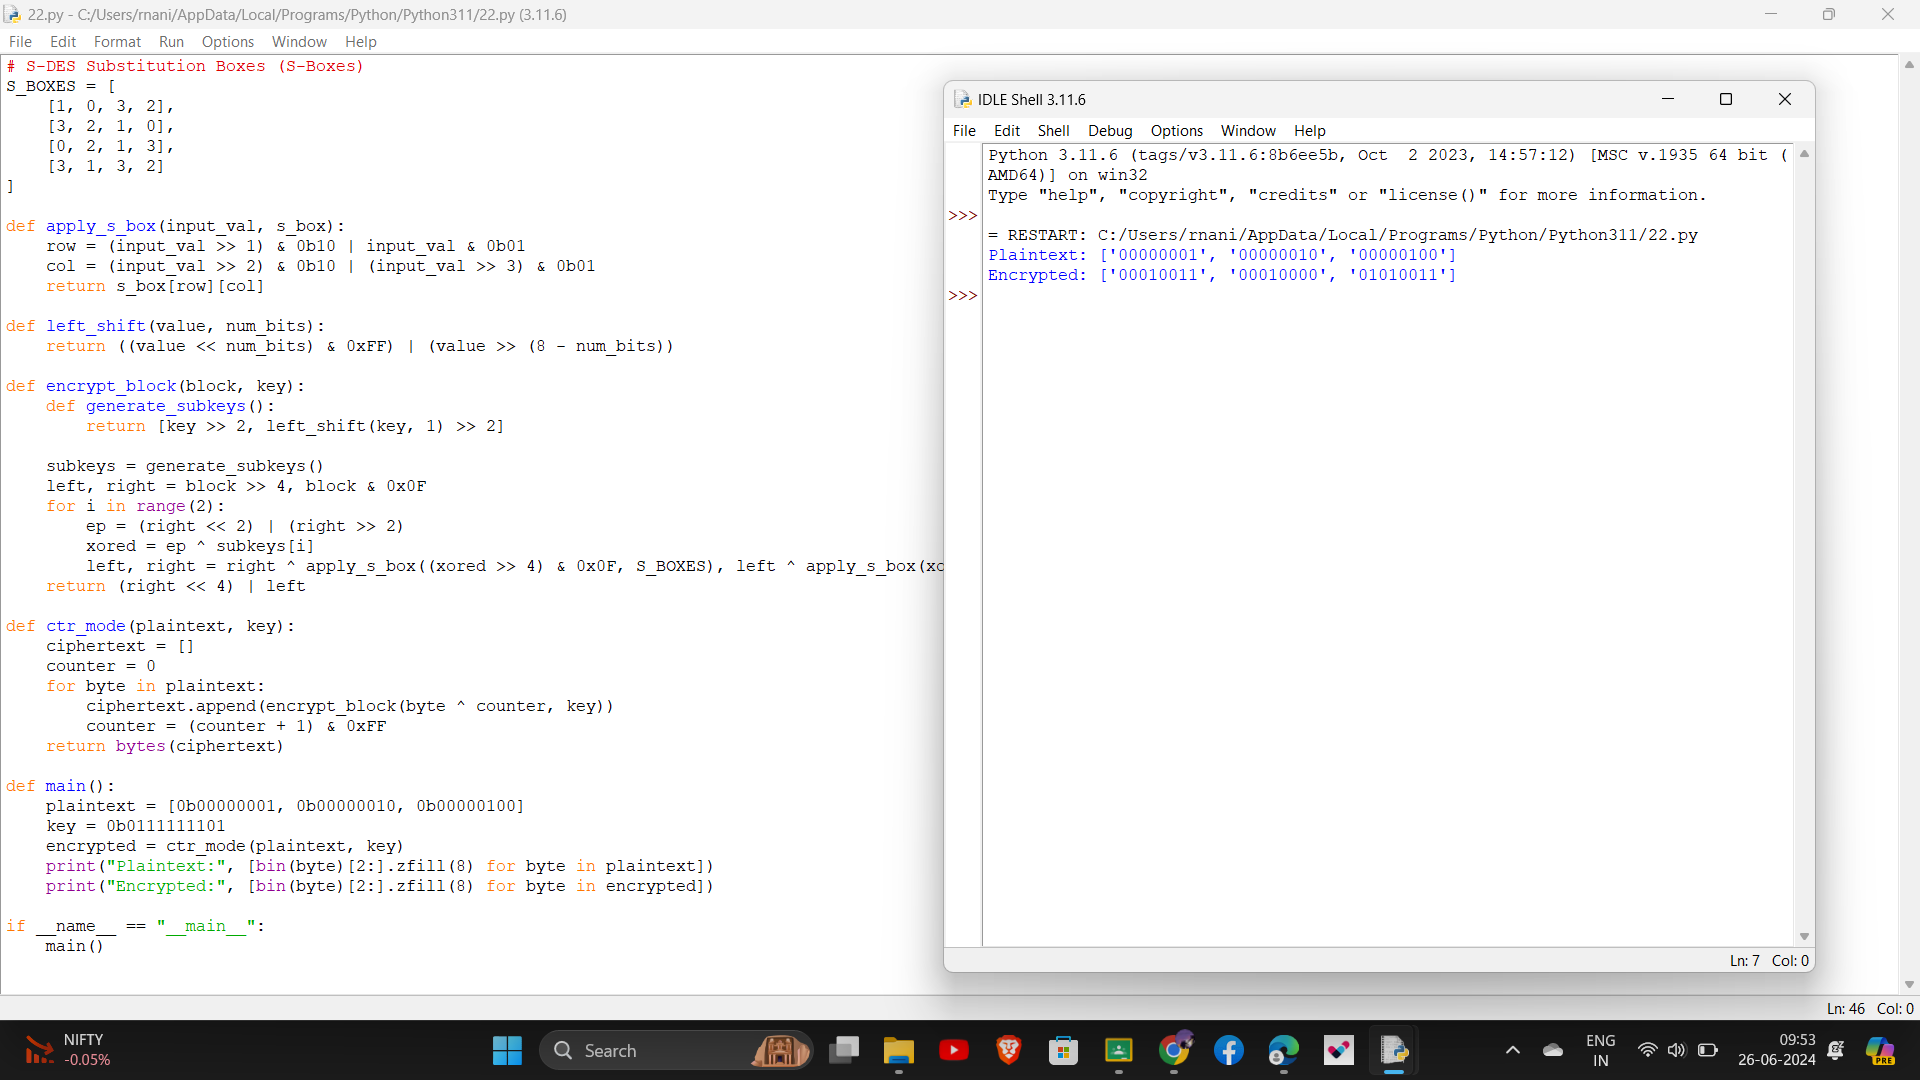 22.py - C:/Users/rnani/AppData/Local/Programs/Python/Python311/22.py (3.11.6)
File Edit Format Run Options Window Help
# S-DES Substitution Boxes (S-Boxes)
S_BOXES = [
    [1, 0, 3, 2],
    [3, 2, 1, 0],
    [0, 2, 1, 3],
    [3, 1, 3, 2]
]
def apply_s_box(input_val, s_box):
    row = (input_val >> 1) & 0b10 | input_val & 0b01
    col = (input_val >> 2) & 0b10 | (input_val >> 3) & 0b01
    return s_box[row][col]
def left_shift(value, num_bits):
    return ((value << num_bits) & 0xFF) | (value >> (8 - num_bits))
def encrypt_block(block, key):
    def generate_subkeys():
        return [key >> 2, left_shift(key, 1) >> 2]
    subkeys = generate_subkeys()
    left, right = block >> 4, block & 0x0F
    for i in range(2):
        ep = (right << 2) | (right >> 2)
        xored = ep ^ subkeys[i]
        left, right = right ^ apply_s_box((xored >> 4) & 0x0F, S_BOXES), left ^ apply_s_box(xo
    return (right << 4) | left
def ctr_mode(plaintext, key):
    ciphertext = []
    counter = 0
    for byte in plaintext:
        ciphertext.append(encrypt_block(byte ^ counter, key))
        counter = (counter + 1) & 0xFF
    return bytes(ciphertext)
def main():
    plaintext = [0b00000001, 0b00000010, 0b00000100]
    key = 0b0111111101
    encrypted = ctr_mode(plaintext, key)
    print("Plaintext:", [bin(byte)[2:].zfill(8) for byte in plaintext])
    print("Encrypted:", [bin(byte)[2:].zfill(8) for byte in encrypted])
if __name__ == "__main__":
    main()
Ln: 46 Col: 0
IDLE Shell 3.11.6
File Edit Shell Debug Options Window Help
Python 3.11.6 (tags/v3.11.6:8b6ee5b, Oct  2 2023, 14:57:12) [MSC v.1935 64 bit (
AMD64)] on win32
Type "help", "copyright", "credits" or "license()" for more information.
>>>
= RESTART: C:/Users/rnani/AppData/Local/Programs/Python/Python311/22.py
Plaintext: ['00000001', '00000010', '00000100']
Encrypted: ['00010011', '00010000', '01010011']
>>>
Ln: 7 Col: 0
NIFTY
-0.05%
Search
ENG
IN
09:53
26-06-2024
PRE